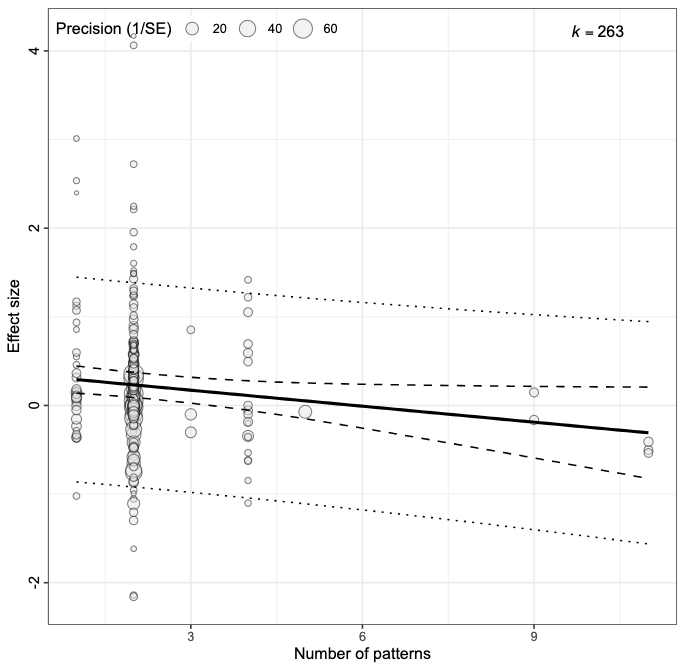 Precision (1/SE) 20 40 60
k = 263
4
2
0
-2
Effect size
3 6 9
Number of patterns